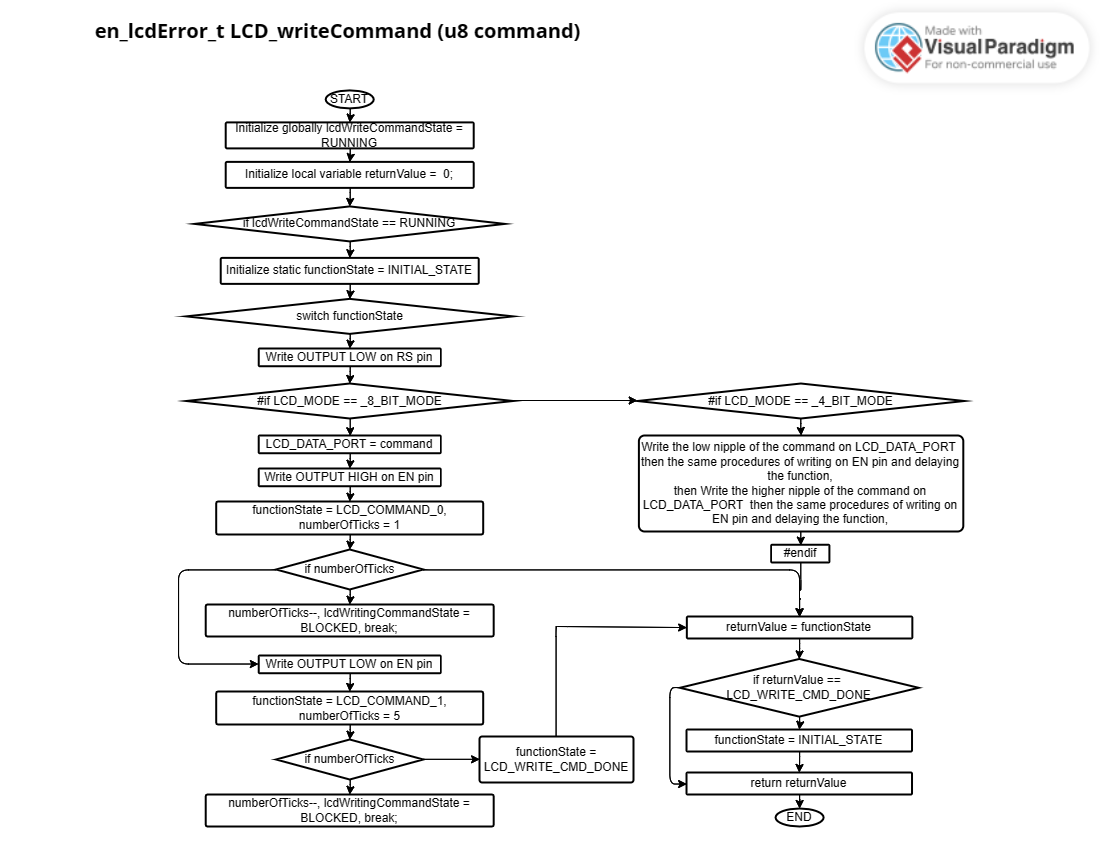 en_lcdError_t LCD_writeCommand (u8 command)
Made with
Visual Paradigm
For non-commercial use
START
Initialize globally lcdWriteCommandState =
RUNNING
Initialize local variable returnValue = 0;
if lcdWriteCommandState == RUNNING
Initialize static functionState = INITIAL_STATE
switch functionState
Write OUTPUT LOW on RS pin
#if LCD_MODE == _8_BIT_MODE
#if LCD_MODE == _4_BIT_MODE
LCD_DATA_PORT = command
Write OUTPUT HIGH on EN pin
functionState = LCD_COMMAND_0,
numberOfTicks = 1
Write the low nipple of the command on LCD_DATA_PORT
then the same procedures of writing on EN pin and delaying
the function,
then Write the higher nipple of the command on
LCD_DATA_PORT then the same procedures of writing on
EN pin and delaying the function,
#endif
if numberOfTicks
numberOfTicks--, lcdWritingCommandState =
BLOCKED, break;
returnValue = functionState
Write OUTPUT LOW on EN pin
functionState = LCD_COMMAND_1,
numberOfTicks = 5
if returnValue ==
LCD_WRITE_CMD_DONE
if numberOfTicks
functionState =
LCD_WRITE_CMD_DONE
functionState = INITIAL_STATE
return returnValue
numberOfTicks--, lcdWritingCommandState =
BLOCKED, break;
END